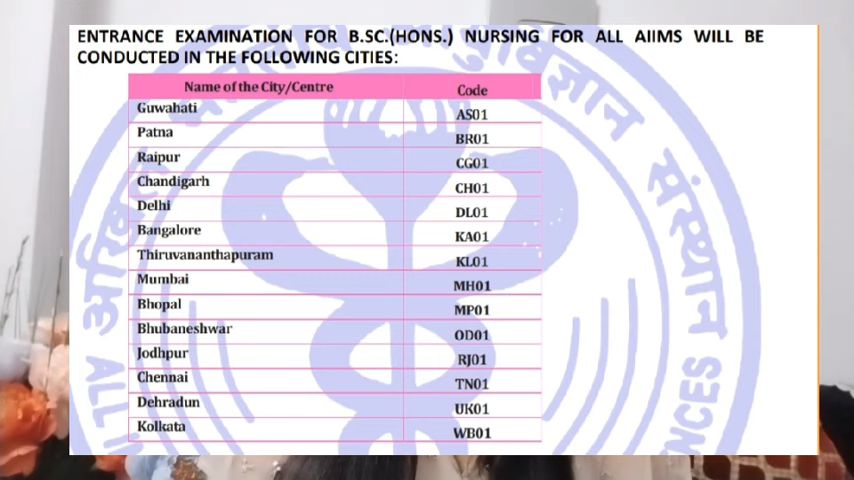 ENTRANCE EXAMINATION FOR B.SC.(HONS.) NURSING FOR ALL AIIMS WILL BE
CONDUCTED IN THE FOLLOWING CITIES:
Name of the City/Centre Code
Guwahati AS01
Patna BR01
Raipur CG01
Chandigarh CH01
Delhi DL01
Bangalore KA01
Thiruvananthapuram KL01
Mumbai MH01
Bhopal MP01
Bhubaneshwar OD01
Jodhpur RJ01
Chennai TN01
Dehradun UK01
Kolkata WB01
संस्थान